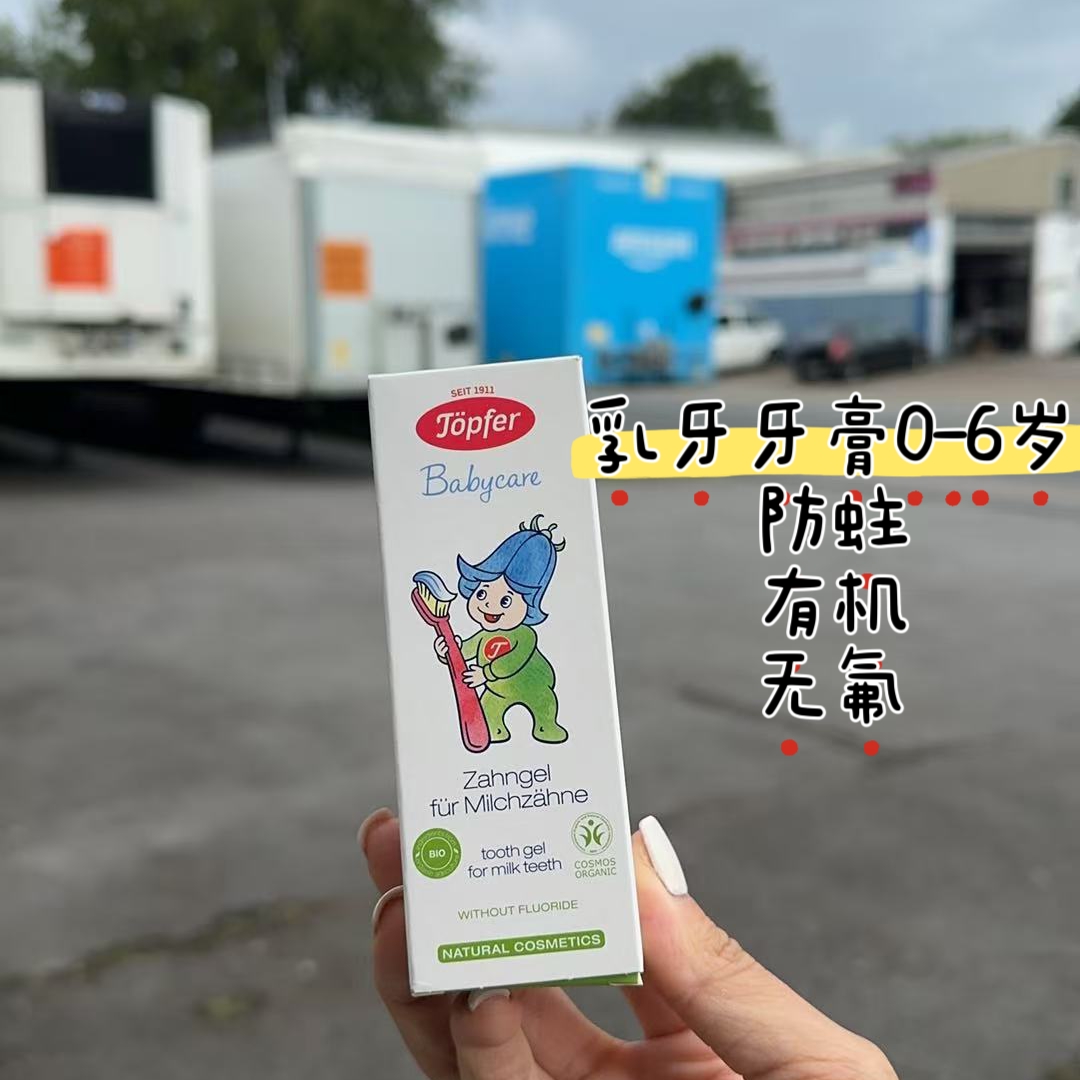 SEIT 1911
Töpfer
Babycare
T
Zahngel
für Milchzähne
BIO
tooth gel
for milk teeth
COSMOS
ORGANIC
WITHOUT FLUORIDE
NATURAL COSMETICS
乳牙牙膏0-6岁
防蛀
有机
无氟